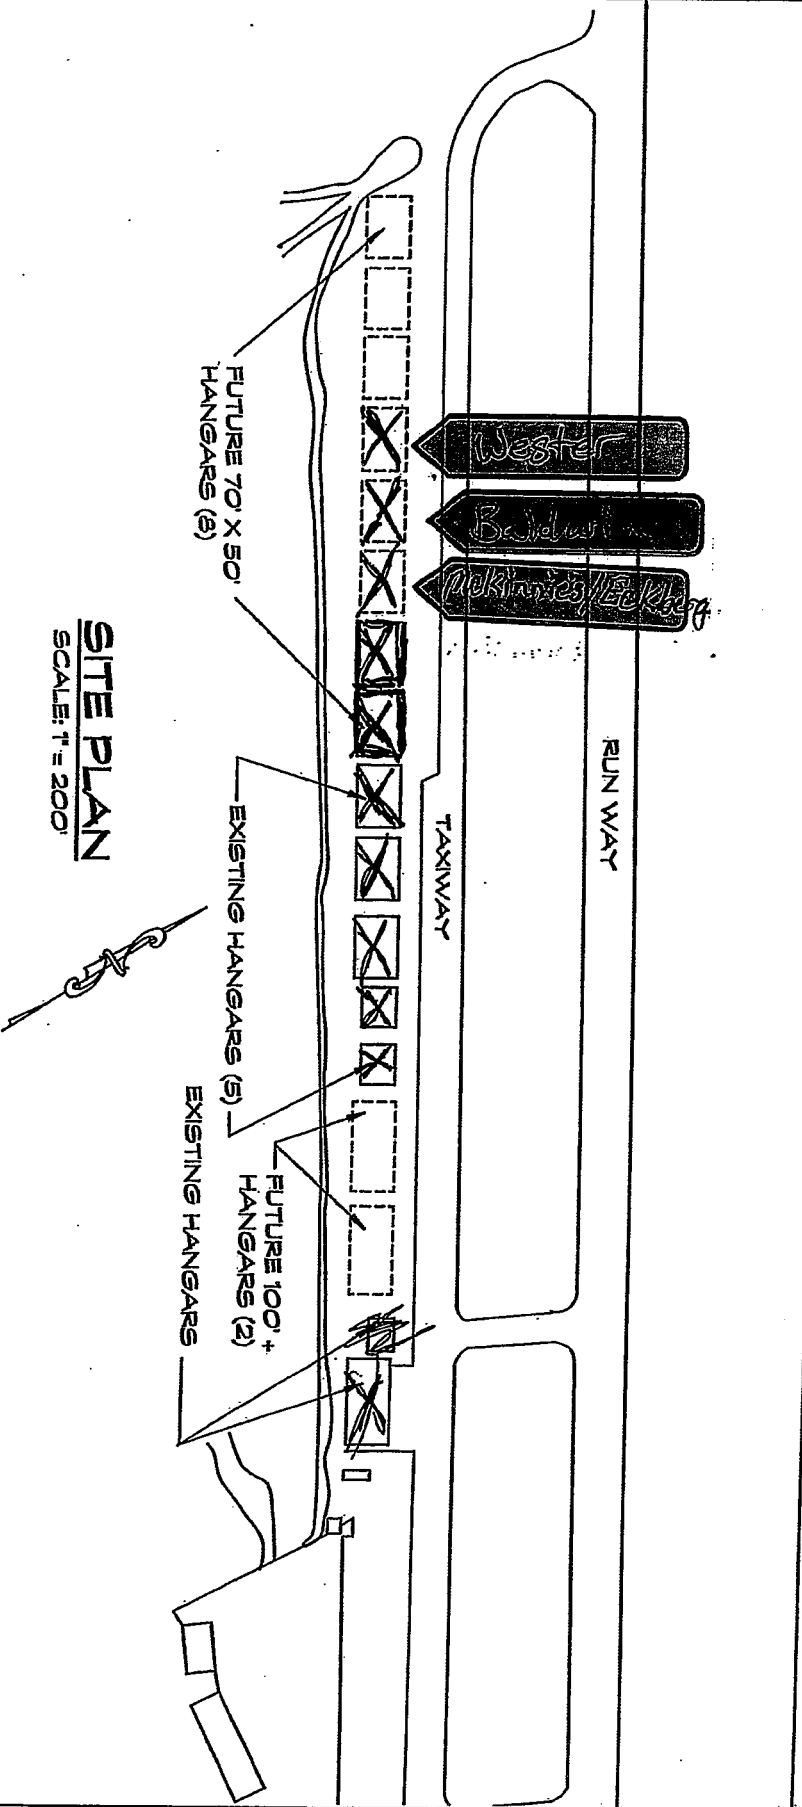 Wester
Baldwin
McKinnies/Eckberg
RUN WAY
TAXIWAY
FUTURE 70' X 50'
HANGARS (8)
EXISTING HANGARS (5)
FUTURE 100' +
HANGARS (2)
EXISTING HANGARS
SITE PLAN
SCALE: 1" = 200'